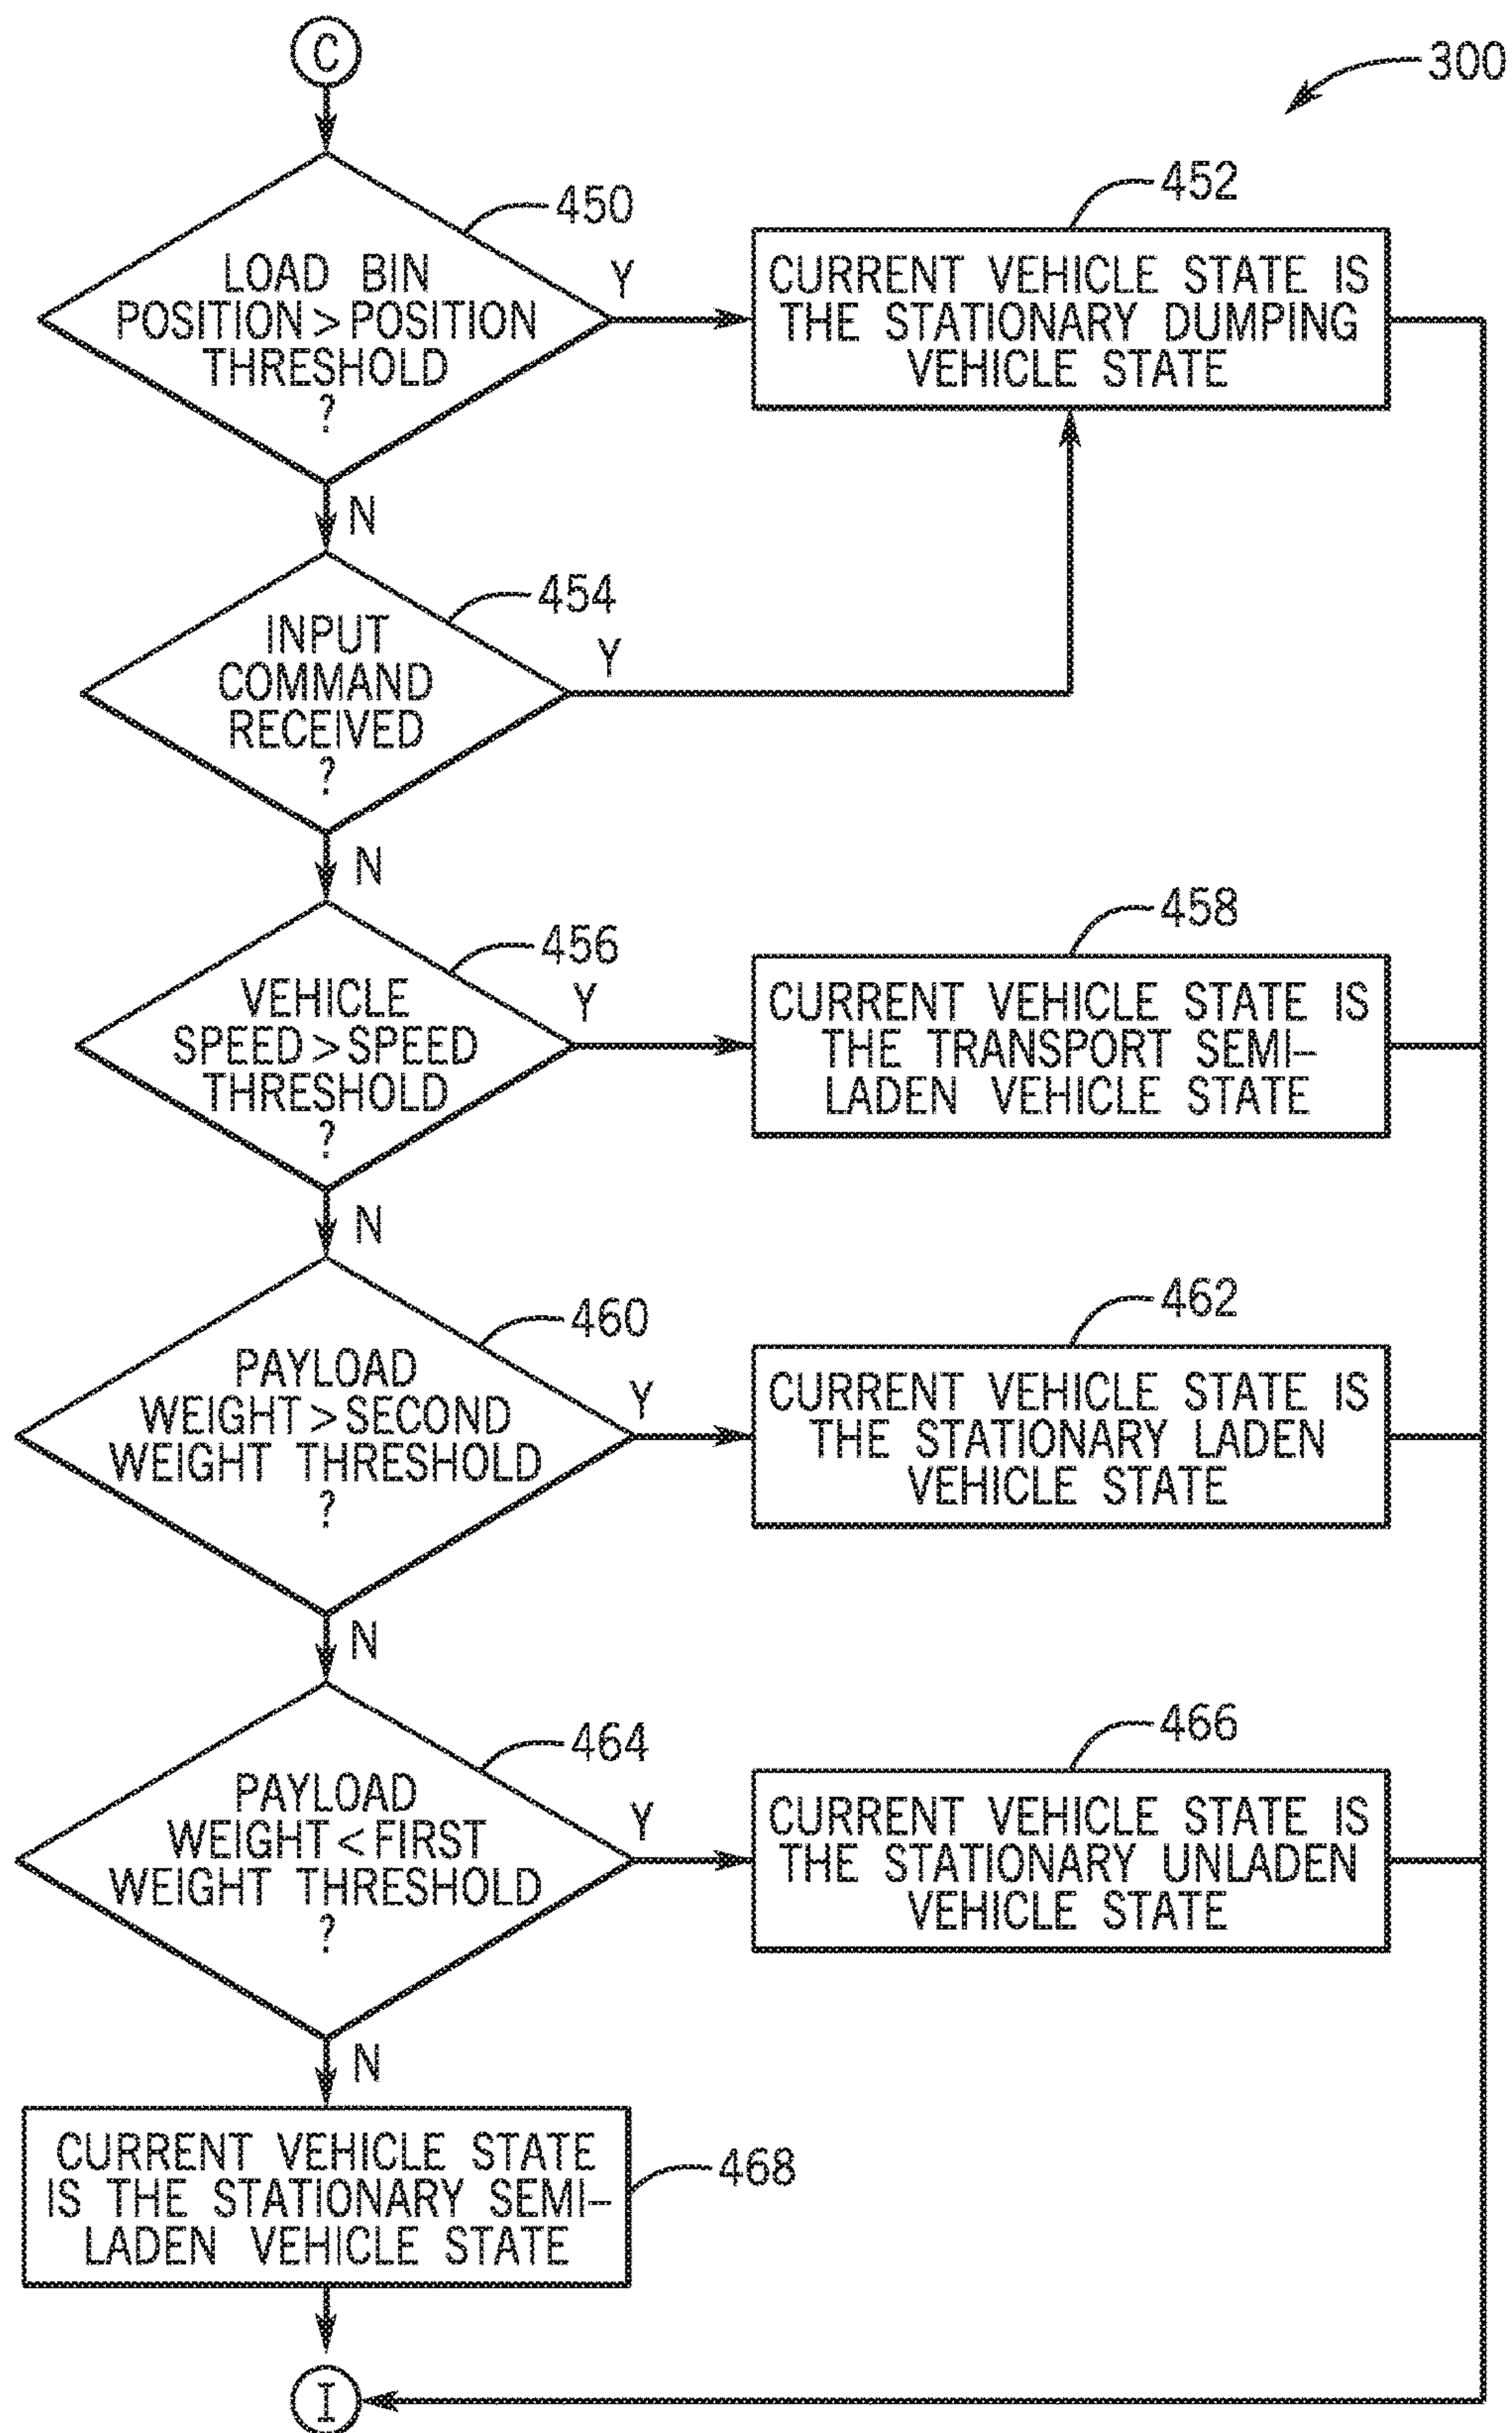 C
300
450
LOAD BIN
POSITION > POSITION
THRESHOLD
?
Y
452
CURRENT VEHICLE STATE IS
THE STATIONARY DUMPING
VEHICLE STATE
N
454
INPUT
COMMAND
RECEIVED
?
Y
N
456
VEHICLE
SPEED > SPEED
THRESHOLD
?
Y
458
CURRENT VEHICLE STATE IS
THE TRANSPORT SEMI–
LADEN VEHICLE STATE
N
460
PAYLOAD
WEIGHT > SECOND
WEIGHT THRESHOLD
?
Y
462
CURRENT VEHICLE STATE IS
THE STATIONARY LADEN
VEHICLE STATE
N
464
PAYLOAD
WEIGHT < FIRST
WEIGHT THRESHOLD
?
Y
466
CURRENT VEHICLE STATE IS
THE STATIONARY UNLADEN
VEHICLE STATE
N
CURRENT VEHICLE STATE
IS THE STATIONARY SEMI–
LADEN VEHICLE STATE
468
I